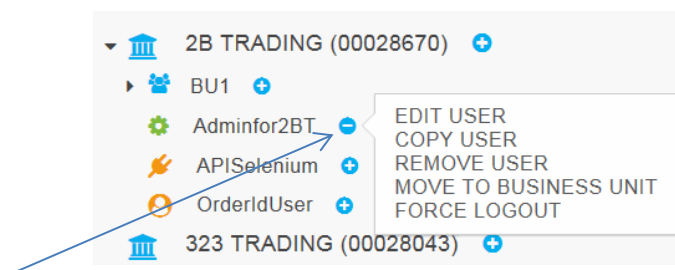 2B TRADING (00028670)
BU1
Adminfor2BT
EDIT USER
COPY USER
REMOVE USER
MOVE TO BUSINESS UNIT
FORCE LOGOUT
APISelenium
OrderIdUser
323 TRADING (00028043)